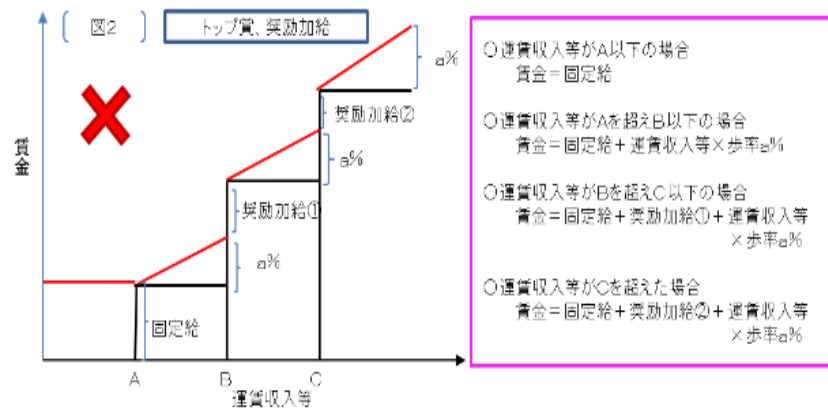 図2
トップ賞、奨励加給
a%
奨励加給②
a%
奨励加給①
a%
固定給
賃金
A
B
C
運賃収入等
〇運賃収入等がA以下の場合
賃金=固定給
〇運賃収入等がAを超えB以下の場合
賃金=固定給+運賃収入等×歩率a%
〇運賃収入等がBを超えC以下の場合
賃金=固定給+奨励加給①+運賃収入等
×歩率a%
〇運賃収入等がCを超えた場合
賃金=固定給+奨励加給②+運賃収入等
×歩率a%